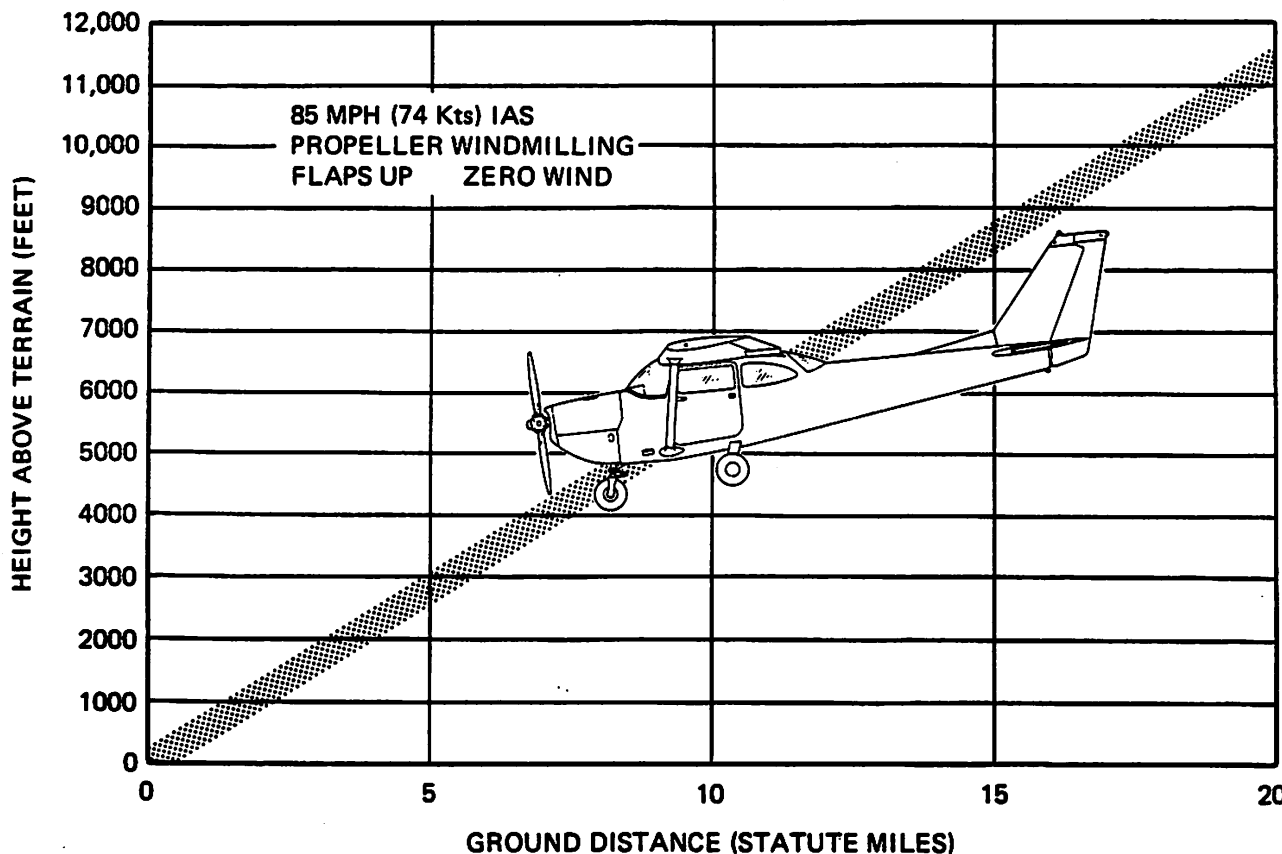 12,000
11,000
10,000
9000
8000
7000
6000
5000
4000
3000
2000
1000
0
HEIGHT ABOVE TERRAIN (FEET)
85 MPH (74 Kts) IAS
PROPELLER WINDMILLING
FLAPS UP ZERO WIND
0 5 10 15 20
GROUND DISTANCE (STATUTE MILES)